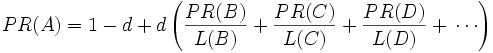 PR(A) = 1 − d + d ( PR(B)/L(B) + PR(C)/L(C) + PR(D)/L(D) + ⋯ )